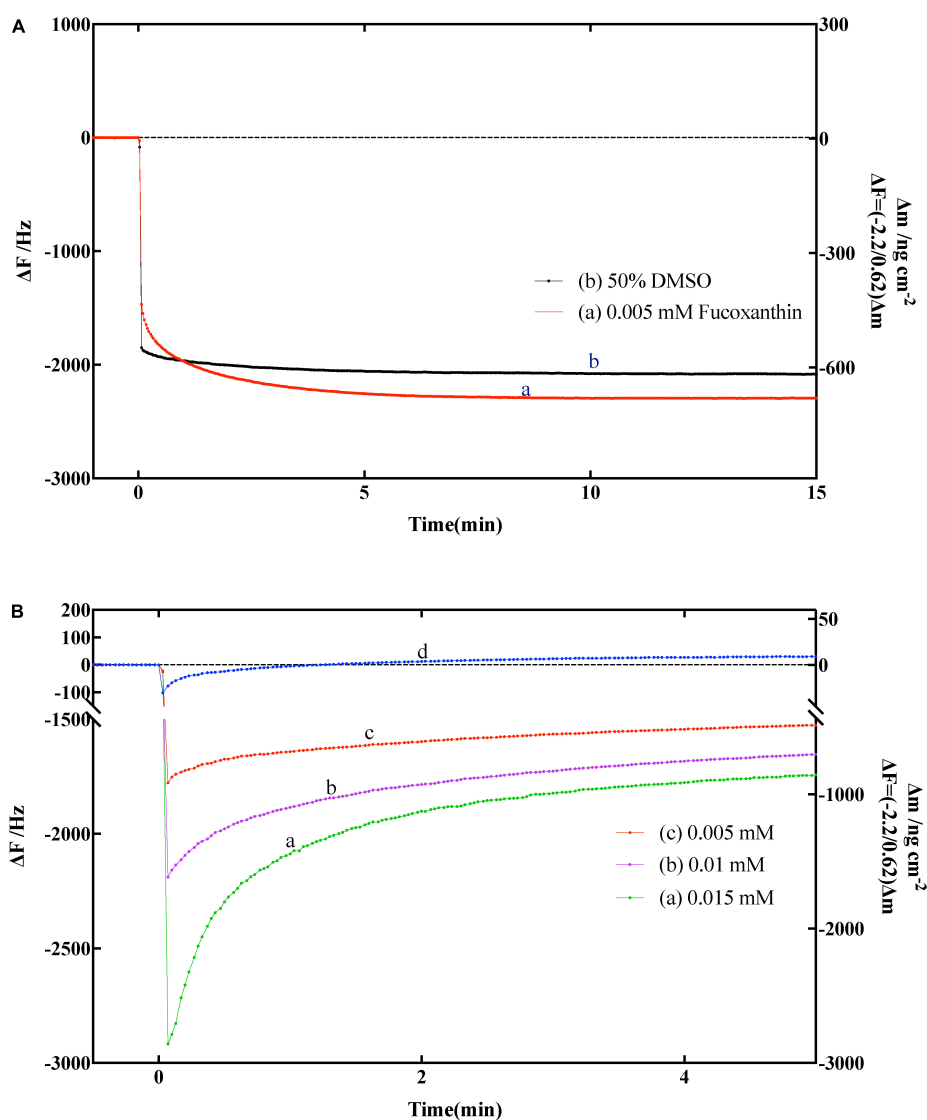 A
1000
0
-1000
-2000
-3000
ΔF /Hz
300
0
-300
-600
Δm /ng cm-2
ΔF=(-2.2/0.62)Δm
(b) 50% DMSO
(a) 0.005 mM Fucoxanthin
b
a
0
5
10
15
Time(min)
B
200
100
0
-100
-1500
-2000
-2500
-3000
ΔF /Hz
50
0
-1000
-2000
-3000
Δm /ng cm-2
ΔF=(-2.2/0.62)Δm
d
c
b
a
(c) 0.005 mM
(b) 0.01 mM
(a) 0.015 mM
0
2
4
Time(min)